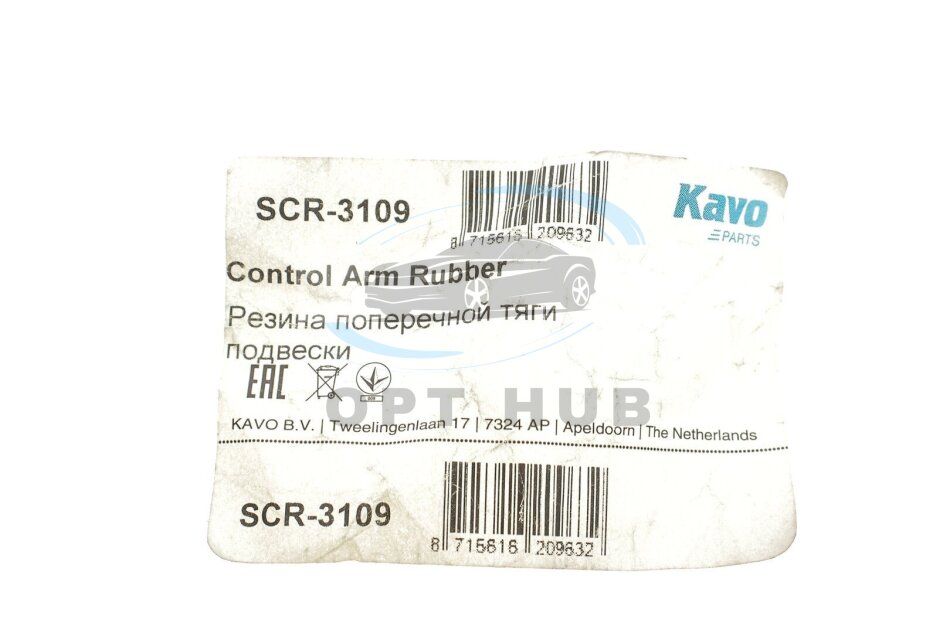 SCR-3109
8 715616 209632
Kavo
PARTS
Control Arm Rubber
Резина поперечной тяги
подвески
EAC
OPT HUB
KAVO B.V. | Tweelingenlaan 17 | 7324 AP | Apeldoorn | The Netherlands
SCR-3109
8 715616 209632